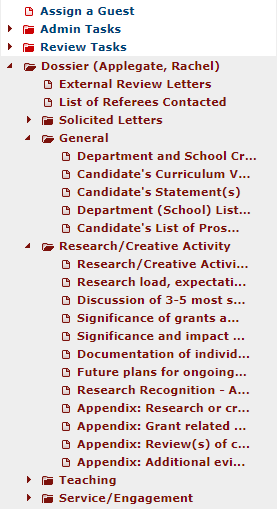 Assign a Guest
Admin Tasks
Review Tasks
Dossier (Applegate, Rachel)
External Review Letters
List of Referees Contacted
Solicited Letters
General
Department and School Cr...
Candidate's Curriculum V...
Candidate's Statement(s)
Department (School) List...
Candidate's List of Pros...
Research/Creative Activity
Research/Creative Activi...
Research load, expectati...
Discussion of 3-5 most s...
Significance of grants a...
Significance and impact ...
Documentation of individ...
Future plans for ongoing...
Research Recognition - A...
Appendix: Research or cr...
Appendix: Grant related ...
Appendix: Review(s) of c...
Appendix: Additional evi...
Teaching
Service/Engagement